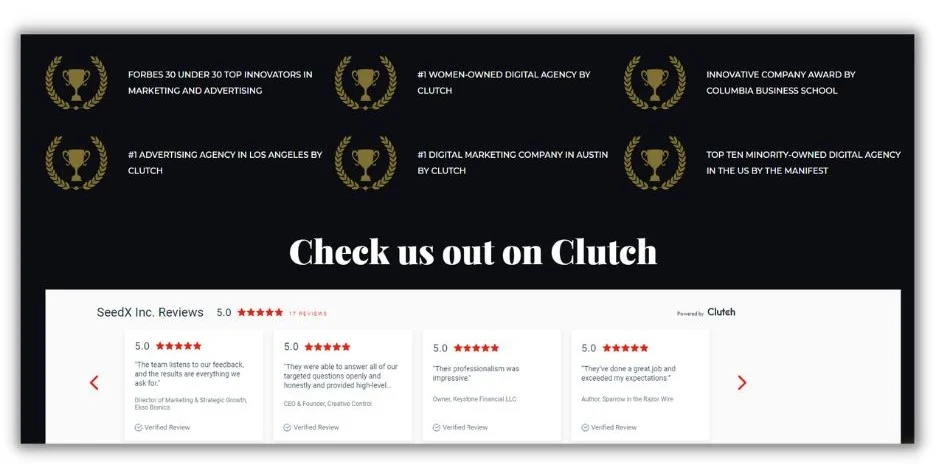 FORBES 30 UNDER 30 TOP INNOVATORS IN
MARKETING AND ADVERTISING
#1 WOMEN-OWNED DIGITAL AGENCY BY
CLUTCH
INNOVATIVE COMPANY AWARD BY
COLUMBIA BUSINESS SCHOOL
#1 ADVERTISING AGENCY IN LOS ANGELES BY
CLUTCH
#1 DIGITAL MARKETING COMPANY IN AUSTIN
BY CLUTCH
TOP TEN MINORITY-OWNED DIGITAL AGENCY
IN THE US BY THE MANIFEST
Check us out on Clutch
SeedX Inc. Reviews 5.0 17 REVIEWS
Powered by Clutch
5.0
"The team listens to our feedback,
and the results are everything we
ask for."
Director of Marketing & Strategic Growth,
Ekso Bionics
Verified Review
5.0
"They were able to answer all of our
targeted questions openly and
honestly and provided high-level...
CEO & Founder, Creative Control
Verified Review
5.0
"Their professionalism was
impressive."
Owner, Keystone Financial LLC
Verified Review
5.0
"They've done a great job and
exceeded my expectations."
Author, Sparrow in the Razor Wire
Verified Review